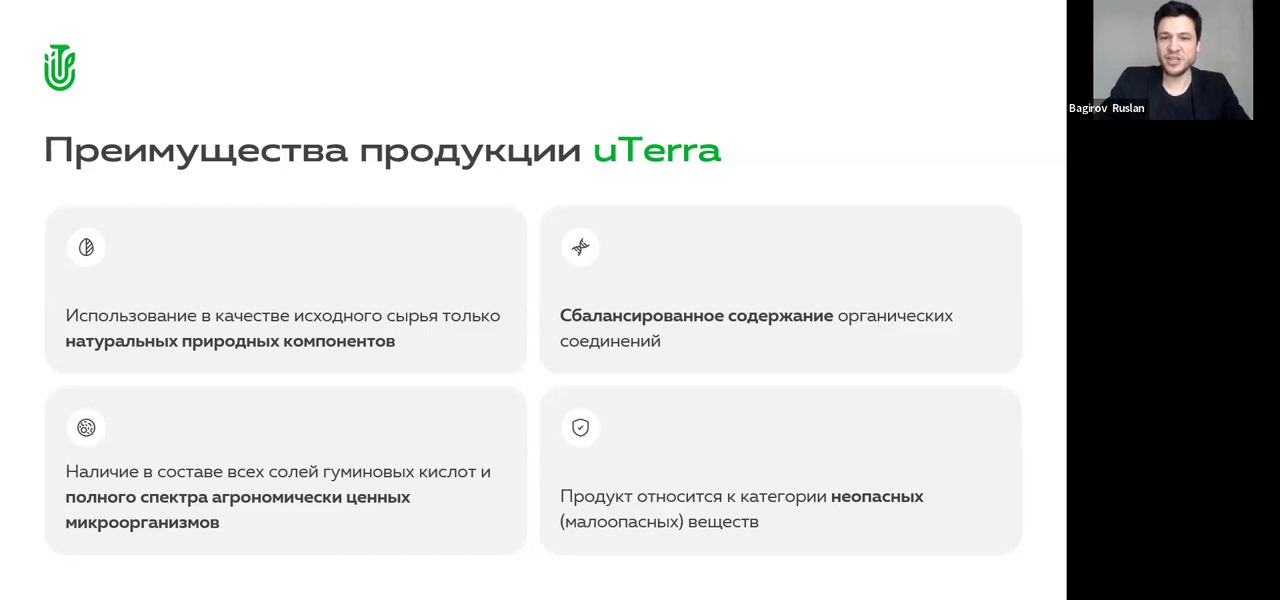 Преимущества продукции uTerra
Использование в качестве исходного сырья только
натуральных природных компонентов
Сбалансированное содержание органических
соединений
Наличие в составе всех солей гуминовых кислот и
полного спектра агрономически ценных
микроорганизмов
Продукт относится к категории неопасных
(малоопасных) веществ
Bagirov Ruslan